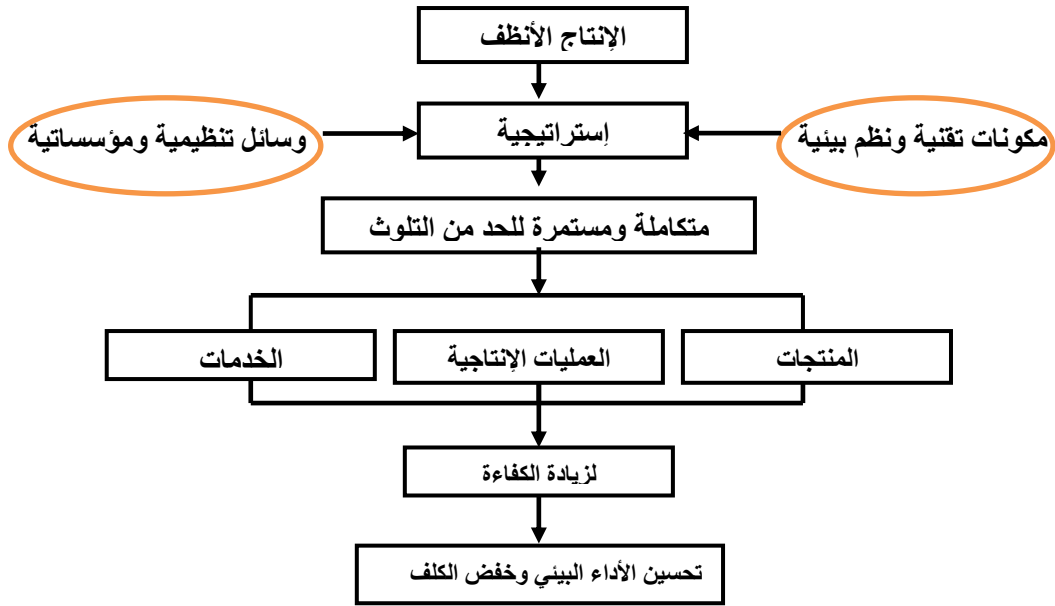 الإنتاج الأنظف
مكونات تقنية ونظم بيئية
إستراتيجية
وسائل تنظيمية ومؤسساتية
متكاملة ومستمرة للحد من التلوث
المنتجات
العمليات الإنتاجية
الخدمات
لزيادة الكفاءة
تحسين الأداء البيئي وخفض الكلف